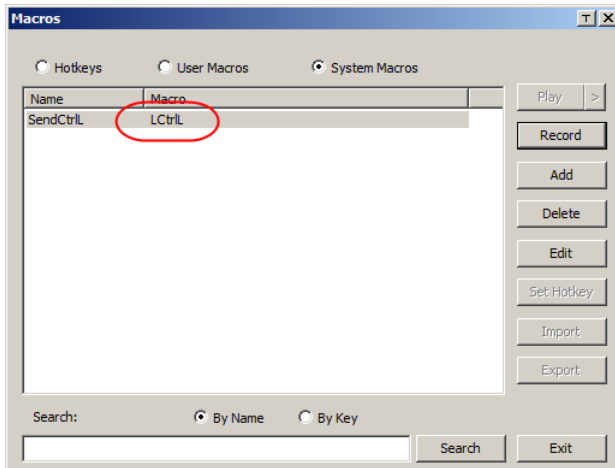 Macros
Hotkeys User Macros System Macros
Name Macro
SendCtrlL LCtrlL
Play >
Record
Add
Delete
Edit
Set Hotkey
Import
Export
Search: By Name By Key
Search Exit